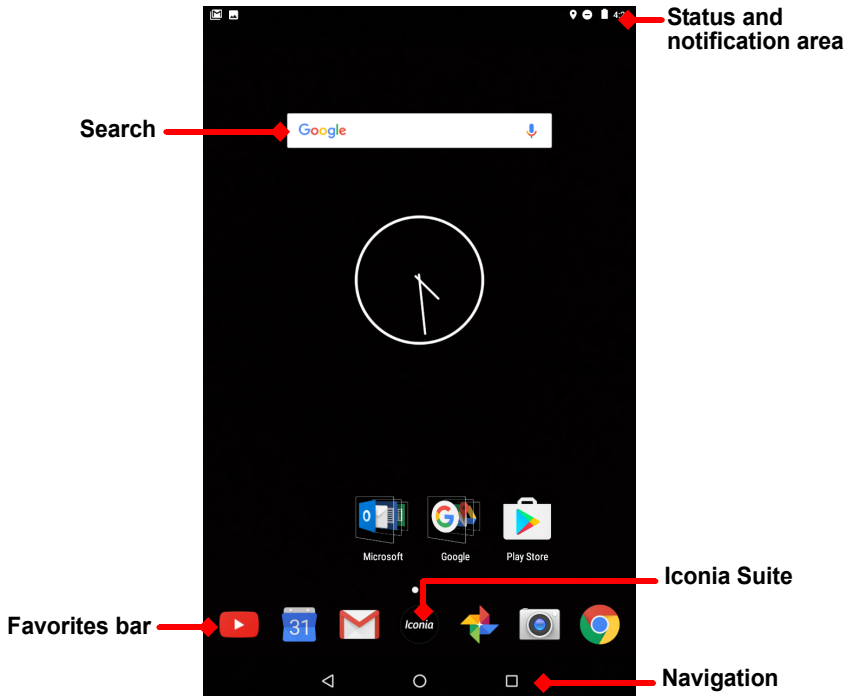 Status and
notification area
Search
Google
Microsoft
Google
Play Store
Iconia Suite
Favorites bar
31
Iconia
Navigation